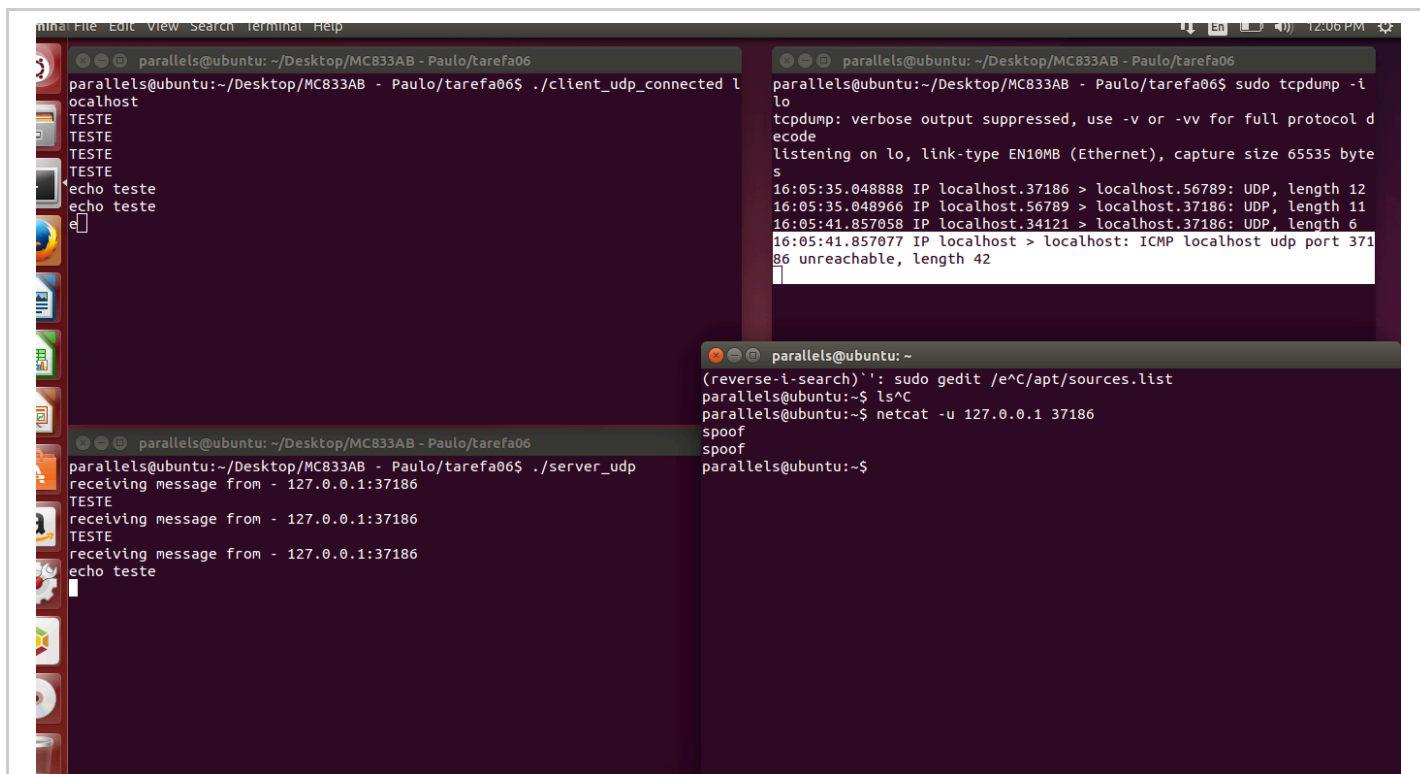 minal File Edit View Search Terminal Help
En
12:06 PM
parallels@ubuntu: ~/Desktop/MC833AB - Paulo/tarefa06
parallels@ubuntu:~/Desktop/MC833AB - Paulo/tarefa06$ ./client_udp_connected l
ocalhost
TESTE
TESTE
TESTE
TESTE
echo teste
echo teste
e
parallels@ubuntu: ~/Desktop/MC833AB - Paulo/tarefa06
parallels@ubuntu:~/Desktop/MC833AB - Paulo/tarefa06$ sudo tcpdump -i
lo
tcpdump: verbose output suppressed, use -v or -vv for full protocol d
ecode
listening on lo, link-type EN10MB (Ethernet), capture size 65535 byte
s
16:05:35.048888 IP localhost.37186 > localhost.56789: UDP, length 12
16:05:35.048966 IP localhost.56789 > localhost.37186: UDP, length 11
16:05:41.857058 IP localhost.34121 > localhost.37186: UDP, length 6
16:05:41.857077 IP localhost > localhost: ICMP localhost udp port 371
86 unreachable, length 42
parallels@ubuntu: ~
(reverse-i-search)`': sudo gedit /e^C/apt/sources.list
parallels@ubuntu:~$ ls^C
parallels@ubuntu:~$ netcat -u 127.0.0.1 37186
spoof
spoof
parallels@ubuntu:~$
parallels@ubuntu: ~/Desktop/MC833AB - Paulo/tarefa06
parallels@ubuntu:~/Desktop/MC833AB - Paulo/tarefa06$ ./server_udp
receiving message from - 127.0.0.1:37186
TESTE
receiving message from - 127.0.0.1:37186
TESTE
receiving message from - 127.0.0.1:37186
echo teste